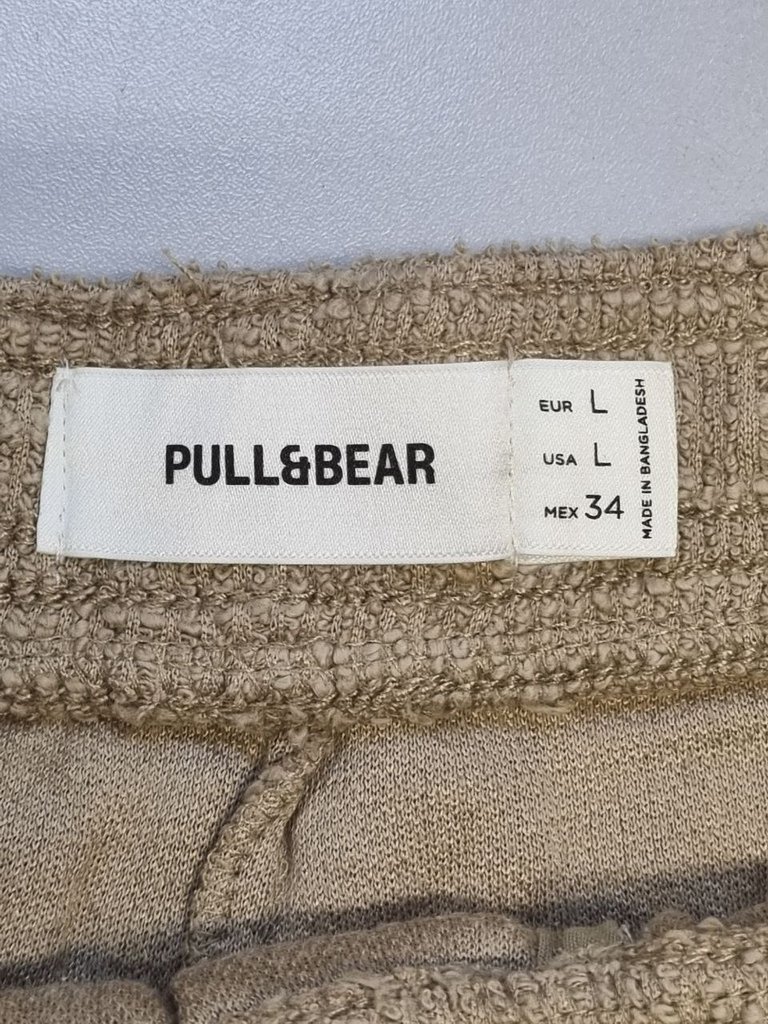 PULL&BEAR
EUR L
USA L
MEX 34
MADE IN BANGLADESH